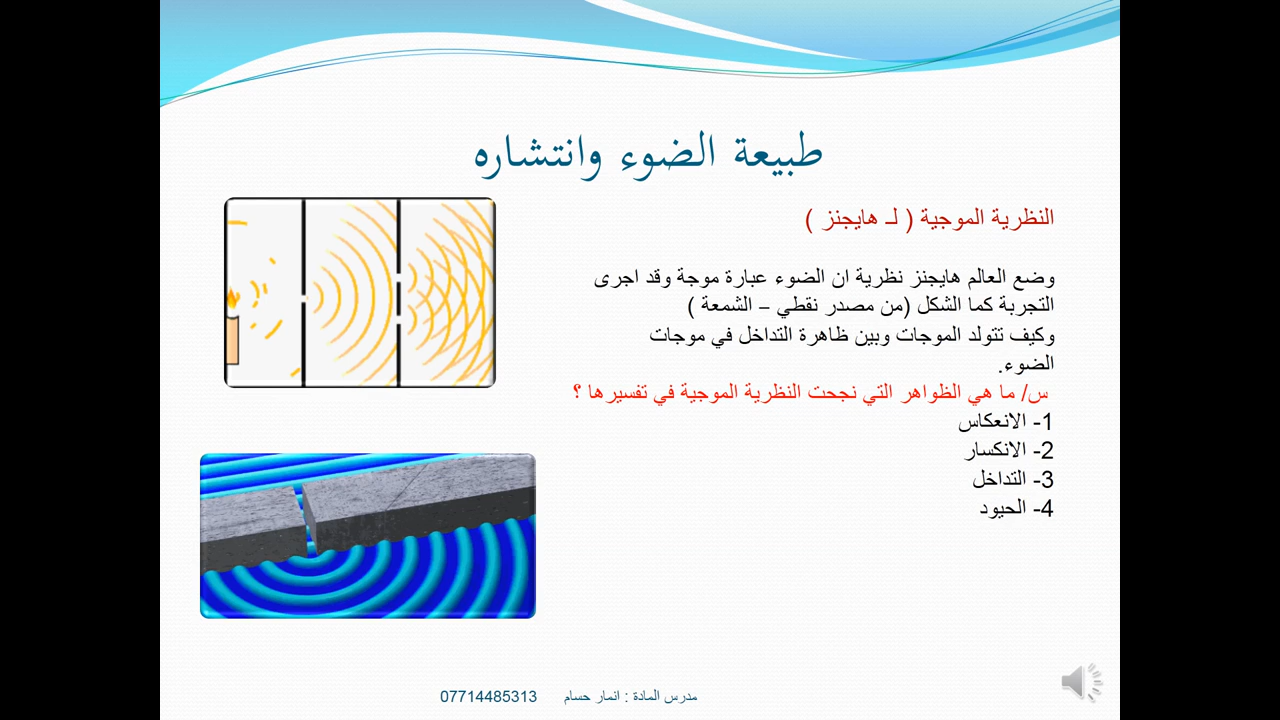 طبيعة الضوء وانتشاره
النظرية الموجية ( لـ هايجنز )
وضع العالم هايجنز نظرية ان الضوء عبارة موجة وقد اجرى
التجربة كما الشكل (من مصدر نقطي – الشمعة )
وكيف تتولد الموجات وبين ظاهرة التداخل في موجات
الضوء.
س/ ما هي الظواهر التي نجحت النظرية الموجية في تفسيرها ؟
1- الانعكاس
2- الانكسار
3- التداخل
4- الحيود
مدرس المادة : انمار حسام 07714485313